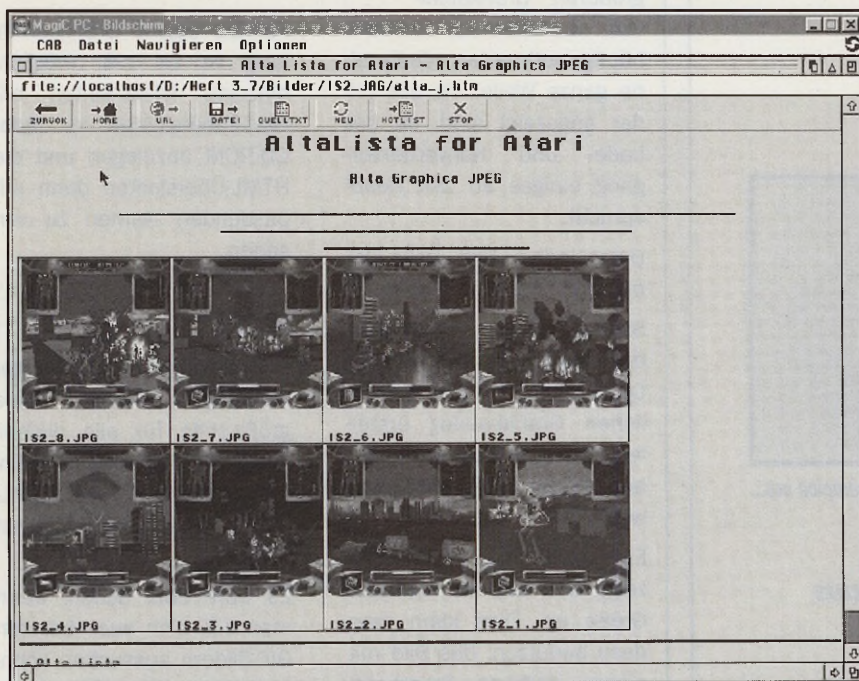 MagiC PC - Bildschirm
CAB Datei Navigieren Optionen
Alta Lista for Atari - Alta Graphica JPEG
file://localhost/D:/Heft 3_7/Bilder/IS2_JAG/alta_j.htm
ZURÜCK HOME URL DATEI QUELLTXT NEU HOTLIST STOP
AltaLista for Atari
Alta Graphica JPEG
IS2_8.JPG IS2_7.JPG IS2_6.JPG IS2_5.JPG
IS2_4.JPG IS2_3.JPG IS2_2.JPG IS2_1.JPG
Alta Lista